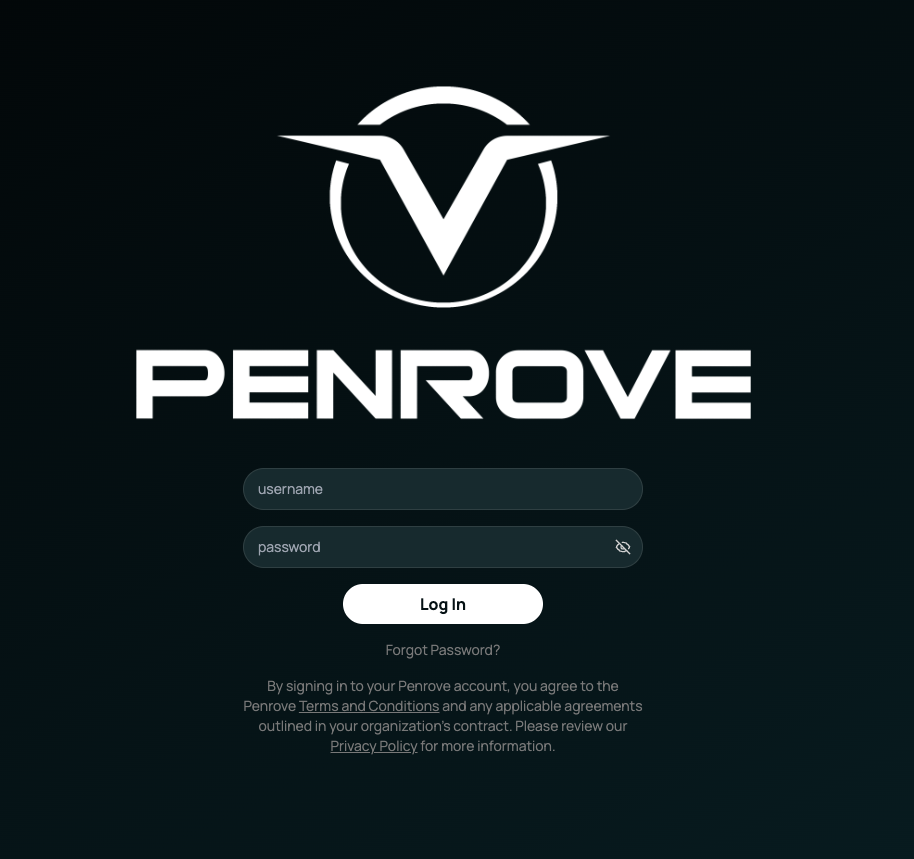 PENROVE
username
password
Log In
Forgot Password?
By signing in to your Penrove account, you agree to the
Penrove Terms and Conditions and any applicable agreements
outlined in your organization's contract. Please review our
Privacy Policy for more information.